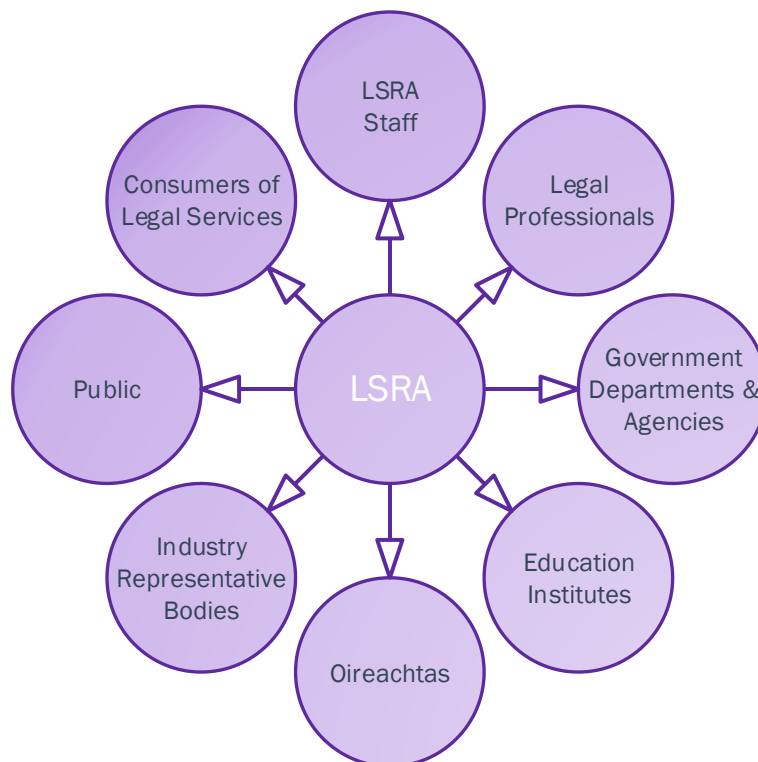 LSRA
Staff
Consumers of
Legal Services
Legal
Professionals
Public
LSRA
Government
Departments &
Agencies
Industry
Representative
Bodies
Education
Institutes
Oireachtas